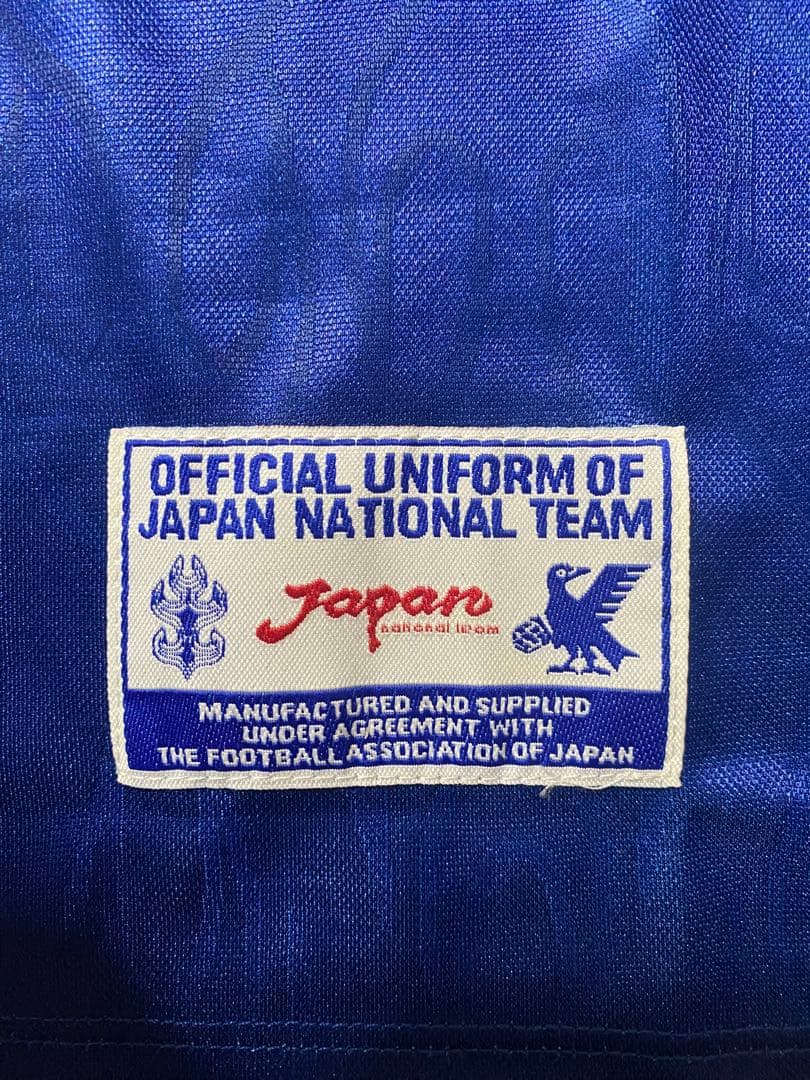 OFFICIAL UNIFORM OF
JAPAN NATIONAL TEAM
Japan
national team
MANUFACTURED AND SUPPLIED
UNDER AGREEMENT WITH
THE FOOTBALL ASSOCIATION OF JAPAN